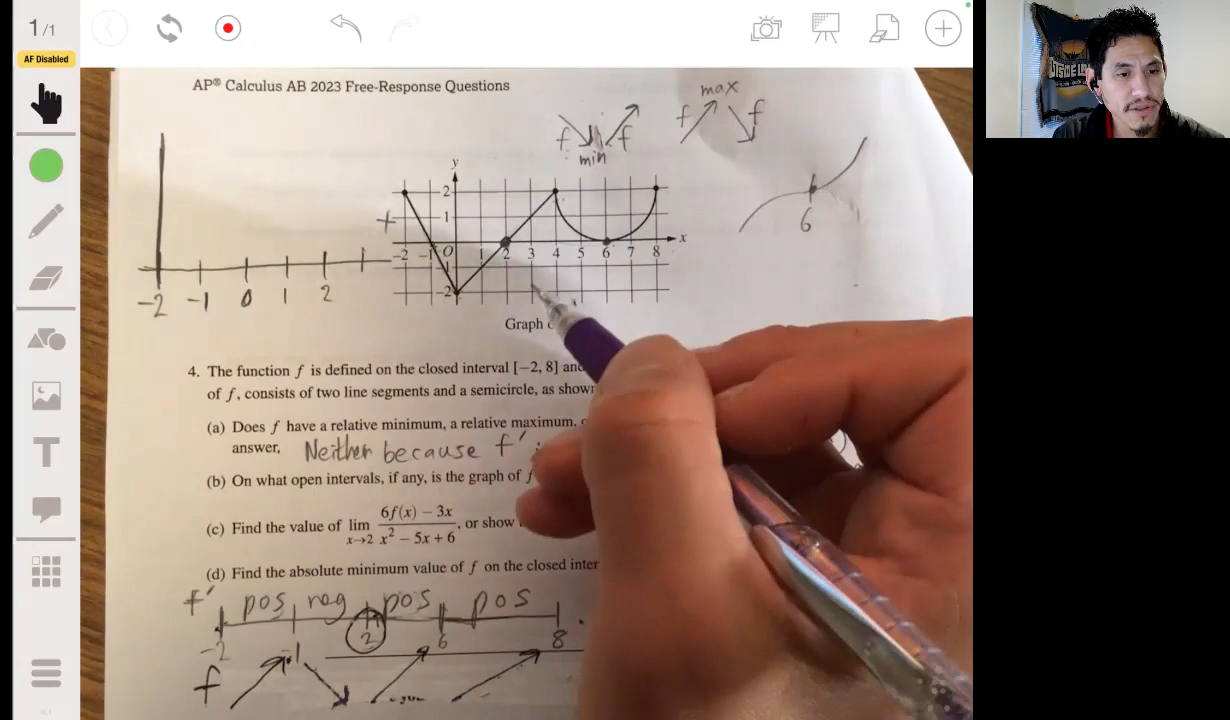 1/1
AF Disabled
AP® Calculus AB 2023 Free-Response Questions
max
f f
f f
min
6
y
2
1
+
-2 -1 O 1 2 3 4 5 6 7 8 x
-1
-2
-2 -1 0 1 2
Graph
4. The function f is defined on the closed interval [−2, 8] and
of f, consists of two line segments and a semicircle, as shown
(a) Does f have a relative minimum, a relative maximum,
answer.
Neither because f'
(b) On what open intervals, if any, is the graph of f
(c) Find the value of lim x→2 6f(x) − 3x / x² − 5x + 6, or show
(d) Find the absolute minimum value of f on the closed inter
f' pos neg pos pos
-2 -1 2 6 8
f
T